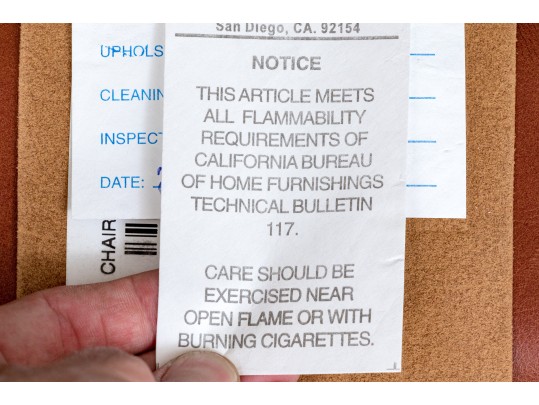 San Diego, CA. 92154
NOTICE
THIS ARTICLE MEETS
ALL FLAMMABILITY
REQUIREMENTS OF
CALIFORNIA BUREAU
OF HOME FURNISHINGS
TECHNICAL BULLETIN
117.
CARE SHOULD BE
EXERCISED NEAR
OPEN FLAME OR WITH
BURNING CIGARETTES.
UPHOLS
CLEANIN
INSPECT
DATE:
CHAIR